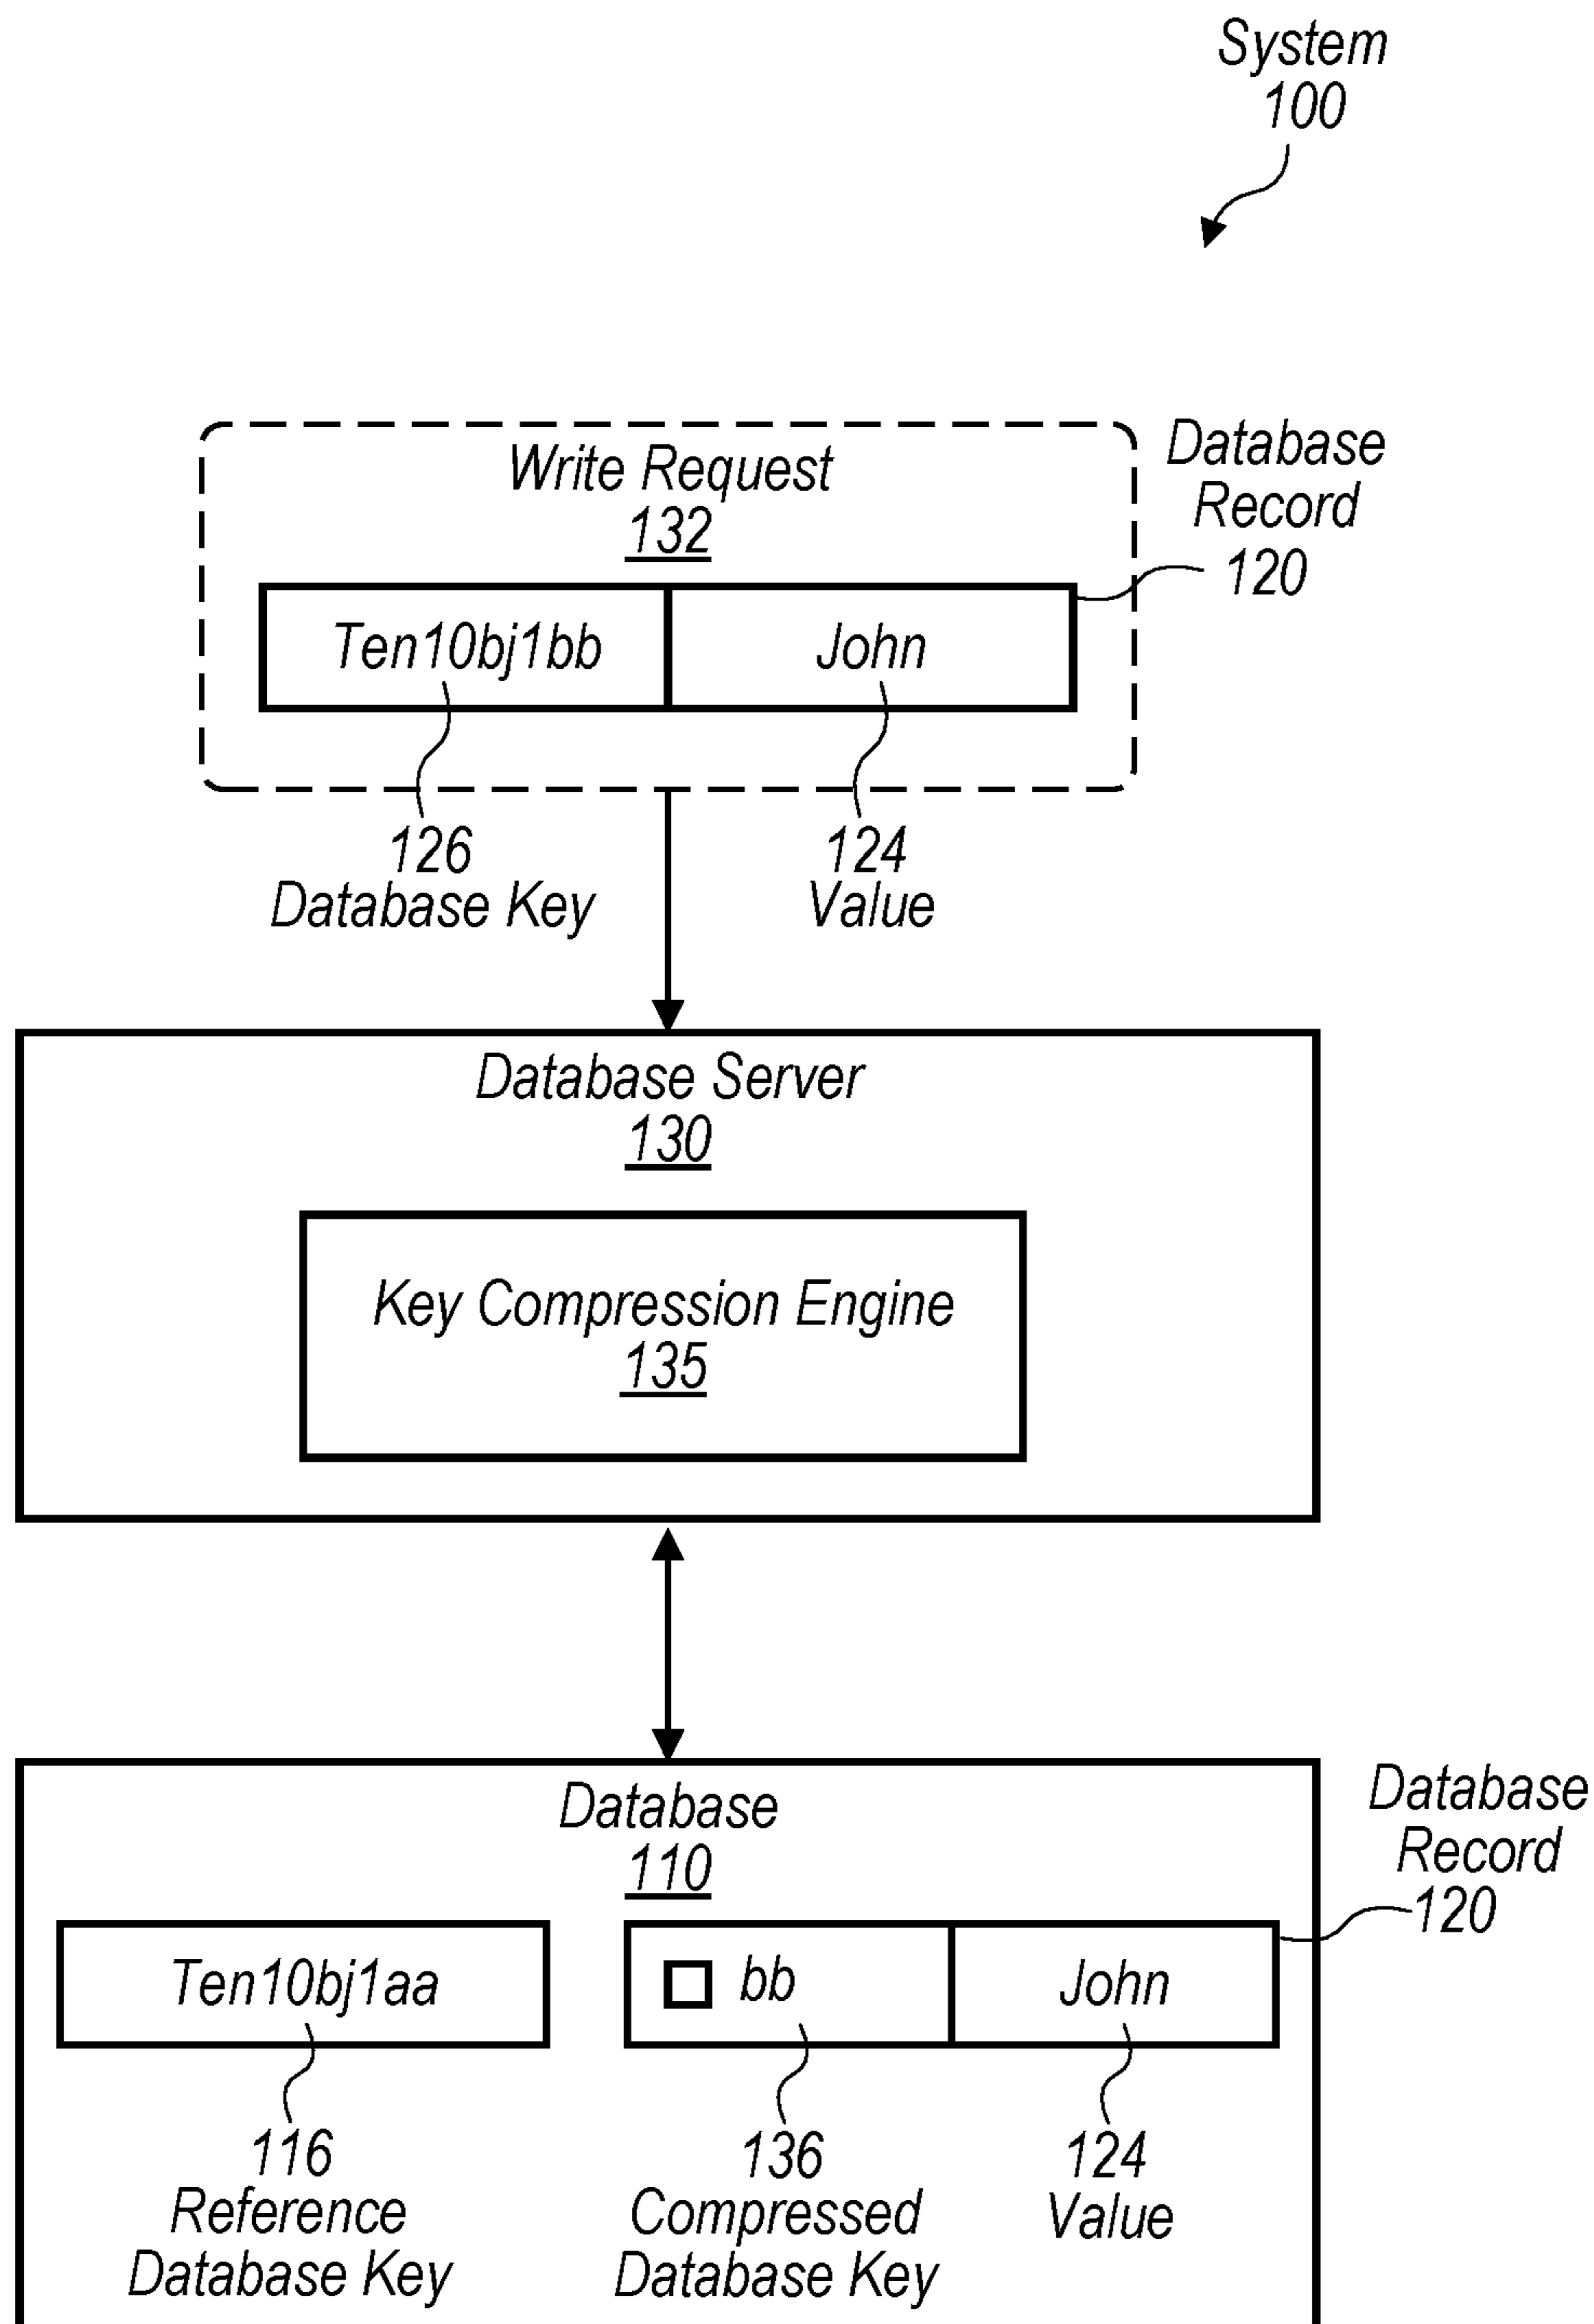 System
100
Write Request
132
Database
Record
120
Ten10bj1bb
John
126
Database Key
124
Value
Database Server
130
Key Compression Engine
135
Database
110
Database
Record
120
Ten10bj1aa
bb
John
116
Reference
Database Key
136
Compressed
Database Key
124
Value